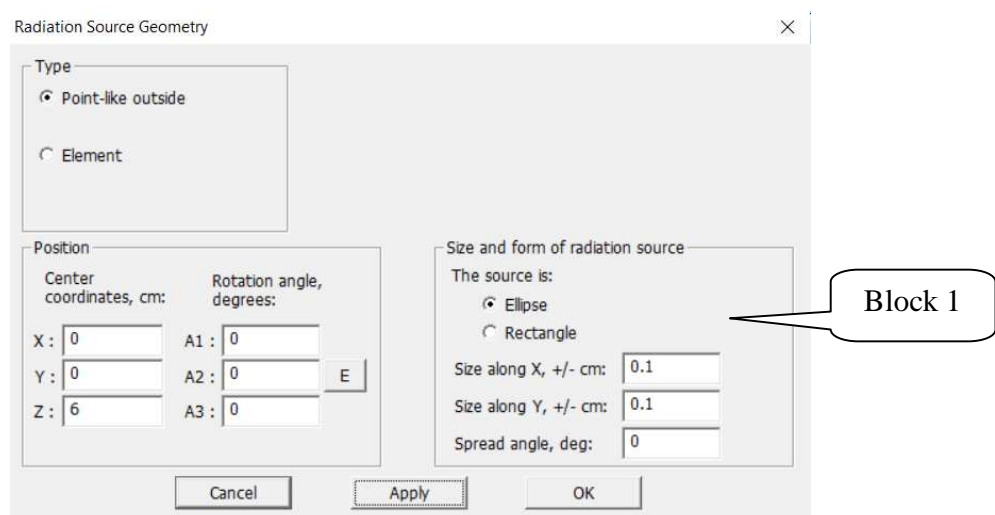 Radiation Source Geometry
Type
Point-like outside
Element
Position
Center
coordinates, cm:
Rotation angle,
degrees:
X : 0
A1 : 0
Y : 0
A2 : 0
E
Z : 6
A3 : 0
Size and form of radiation source
The source is:
Ellipse
Rectangle
Size along X, +/- cm: 0.1
Size along Y, +/- cm: 0.1
Spread angle, deg: 0
Block 1
Cancel
Apply
OK